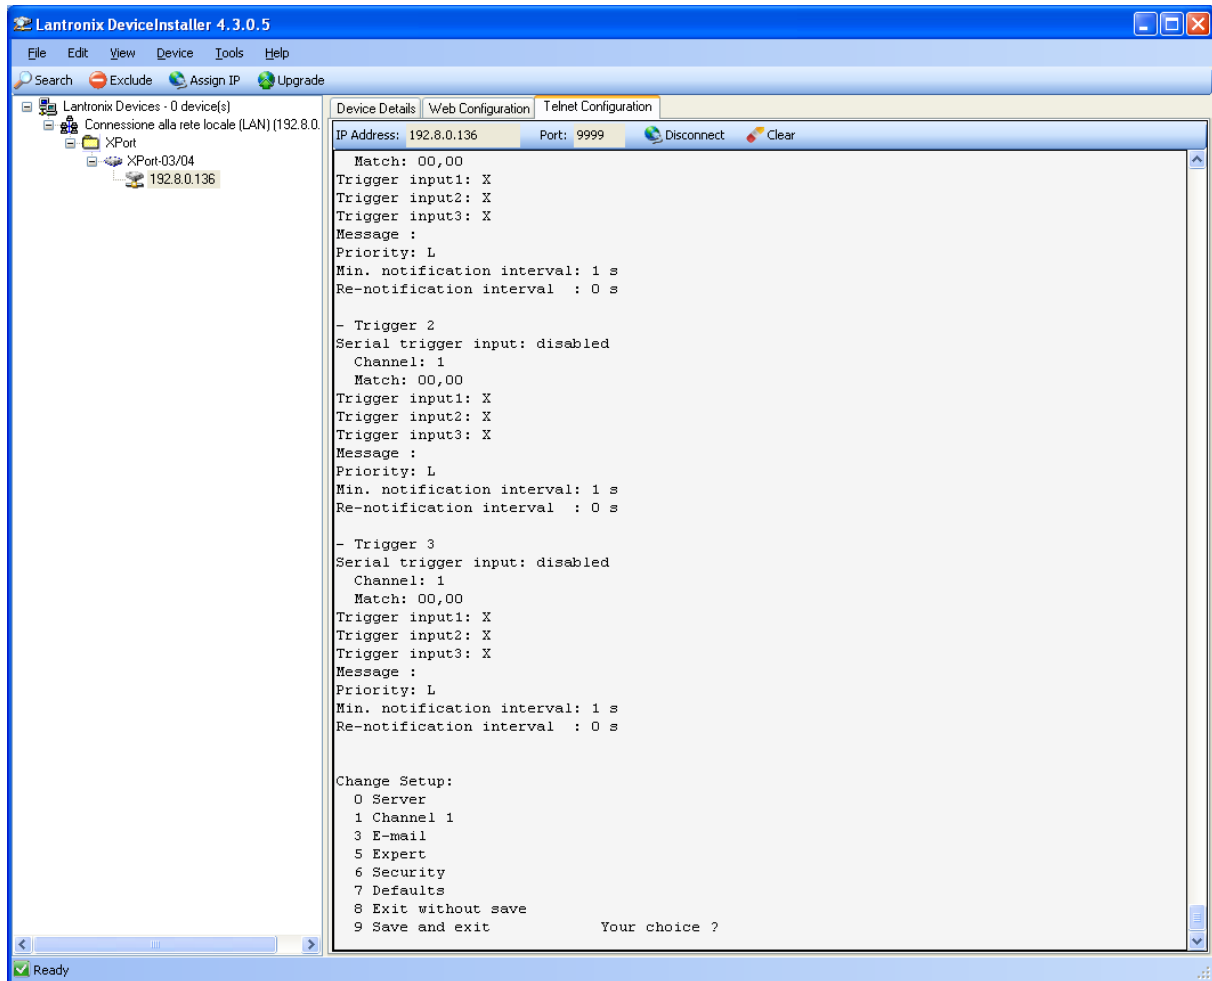 Lantronix DeviceInstaller 4.3.0.5
File Edit View Device Tools Help
Search Exclude Assign IP Upgrade
Lantronix Devices - 0 device(s)
Connessione alla rete locale (LAN) (192.8.0.
XPort
XPort-03/04
192.8.0.136
Device Details Web Configuration Telnet Configuration
IP Address: 192.8.0.136 Port: 9999 Disconnect Clear
Match: 00,00
Trigger input1: X
Trigger input2: X
Trigger input3: X
Message :
Priority: L
Min. notification interval: 1 s
Re-notification interval : 0 s
- Trigger 2
Serial trigger input: disabled
Channel: 1
Match: 00,00
Trigger input1: X
Trigger input2: X
Trigger input3: X
Message :
Priority: L
Min. notification interval: 1 s
Re-notification interval : 0 s
- Trigger 3
Serial trigger input: disabled
Channel: 1
Match: 00,00
Trigger input1: X
Trigger input2: X
Trigger input3: X
Message :
Priority: L
Min. notification interval: 1 s
Re-notification interval : 0 s
Change Setup:
0 Server
1 Channel 1
3 E-mail
5 Expert
6 Security
7 Defaults
8 Exit without save
9 Save and exit Your choice ?
Ready